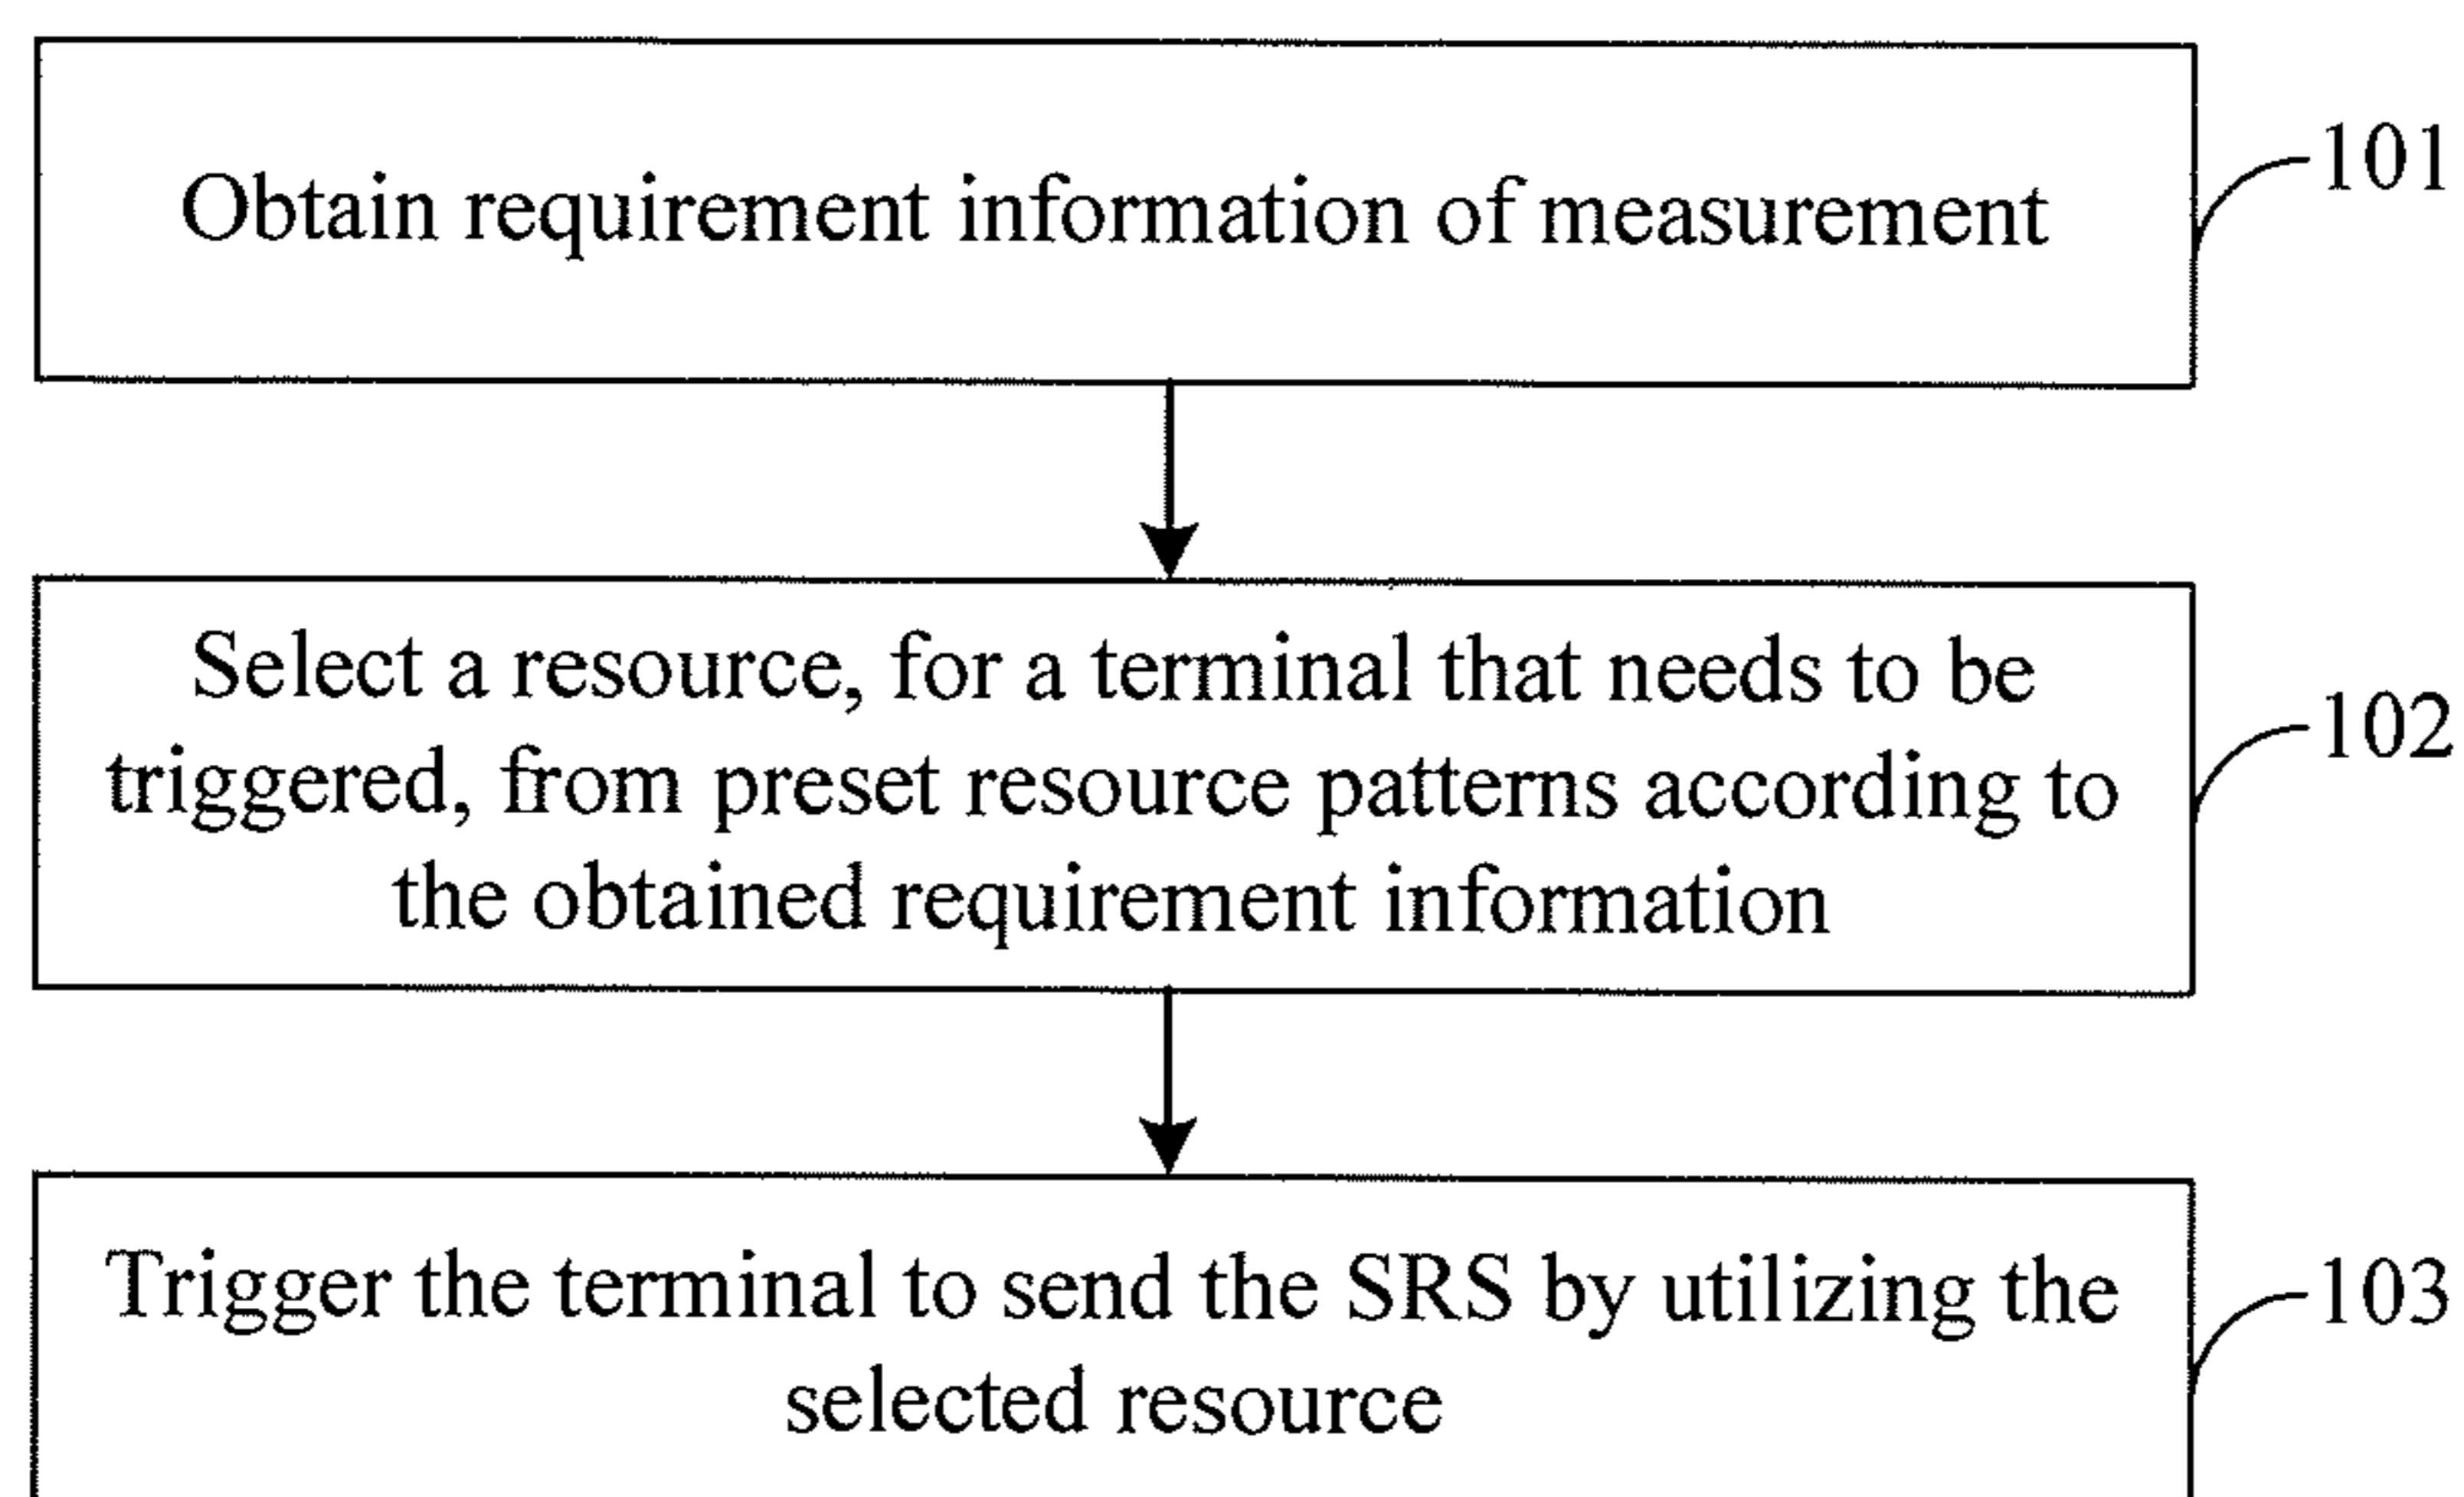 Obtain requirement information of measurement
101
Select a resource, for a terminal that needs to be
triggered, from preset resource patterns according to
the obtained requirement information
102
Trigger the terminal to send the SRS by utilizing the
selected resource
103